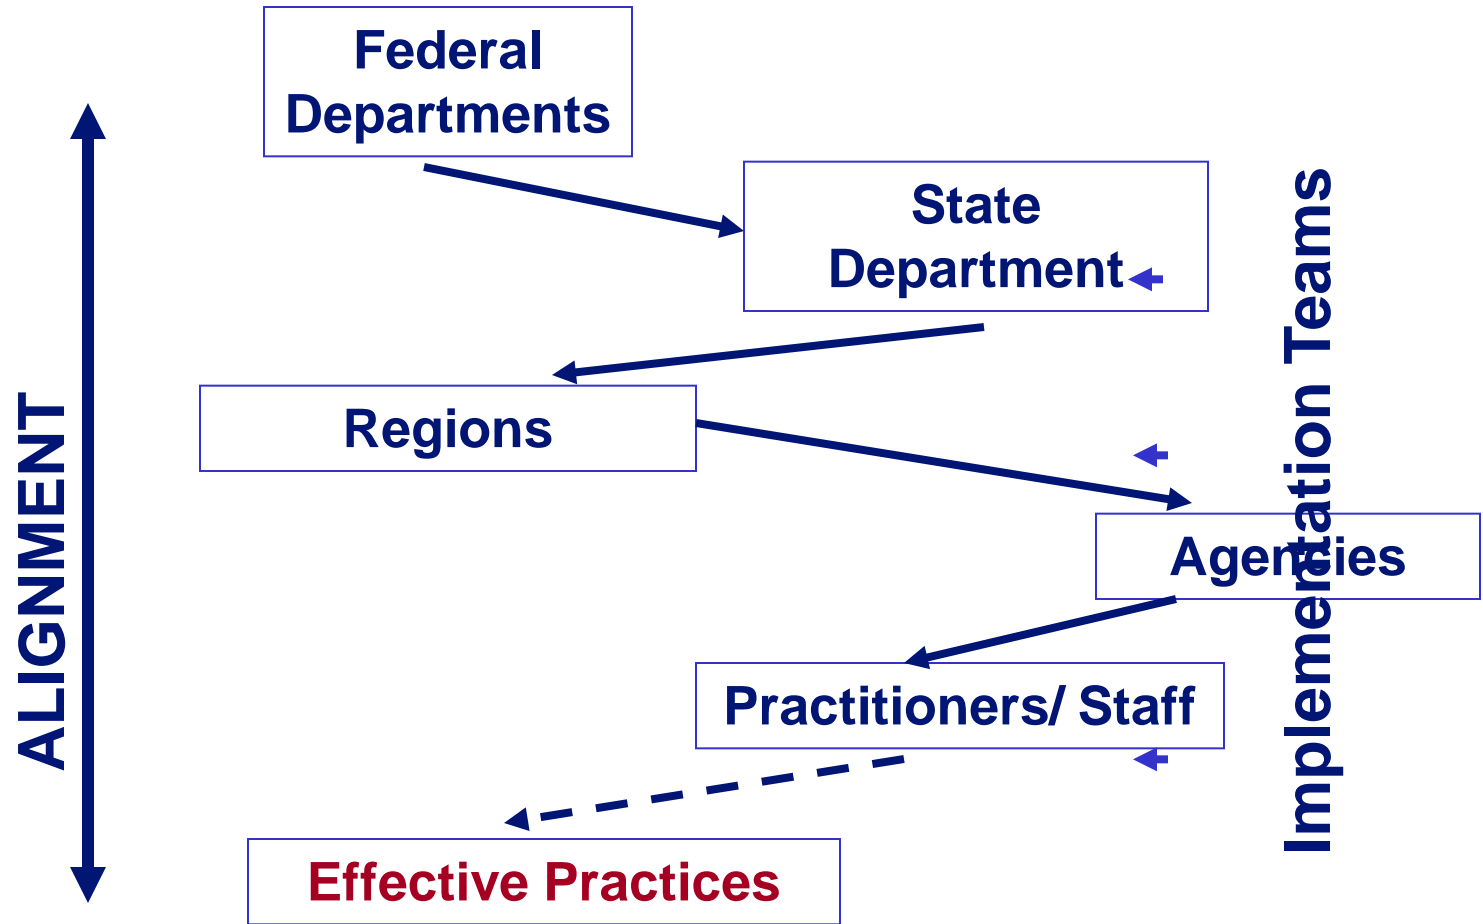 Federal
Departments
State
Department
Regions
Agencies
Practitioners/ Staff
Effective Practices
ALIGNMENT
Implementation Teams